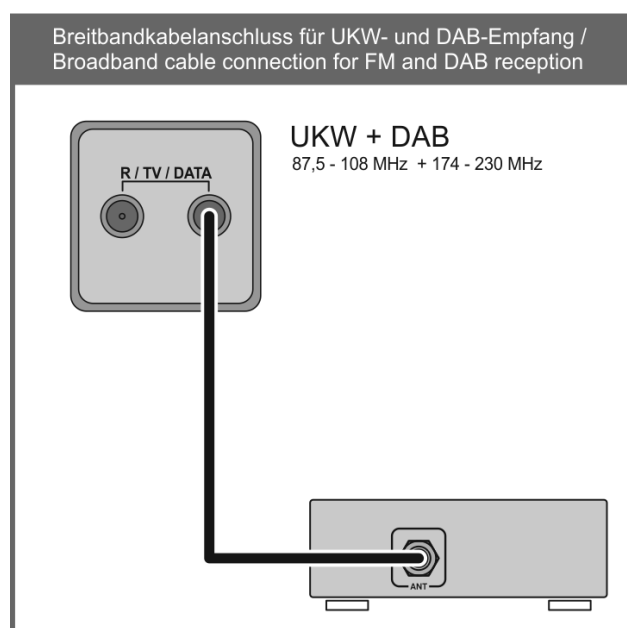 Breitbandkabelanschluss für UKW- und DAB-Empfang /
Broadband cable connection for FM and DAB reception
UKW + DAB
87,5 - 108 MHz + 174 - 230 MHz
R / TV / DATA
ANT